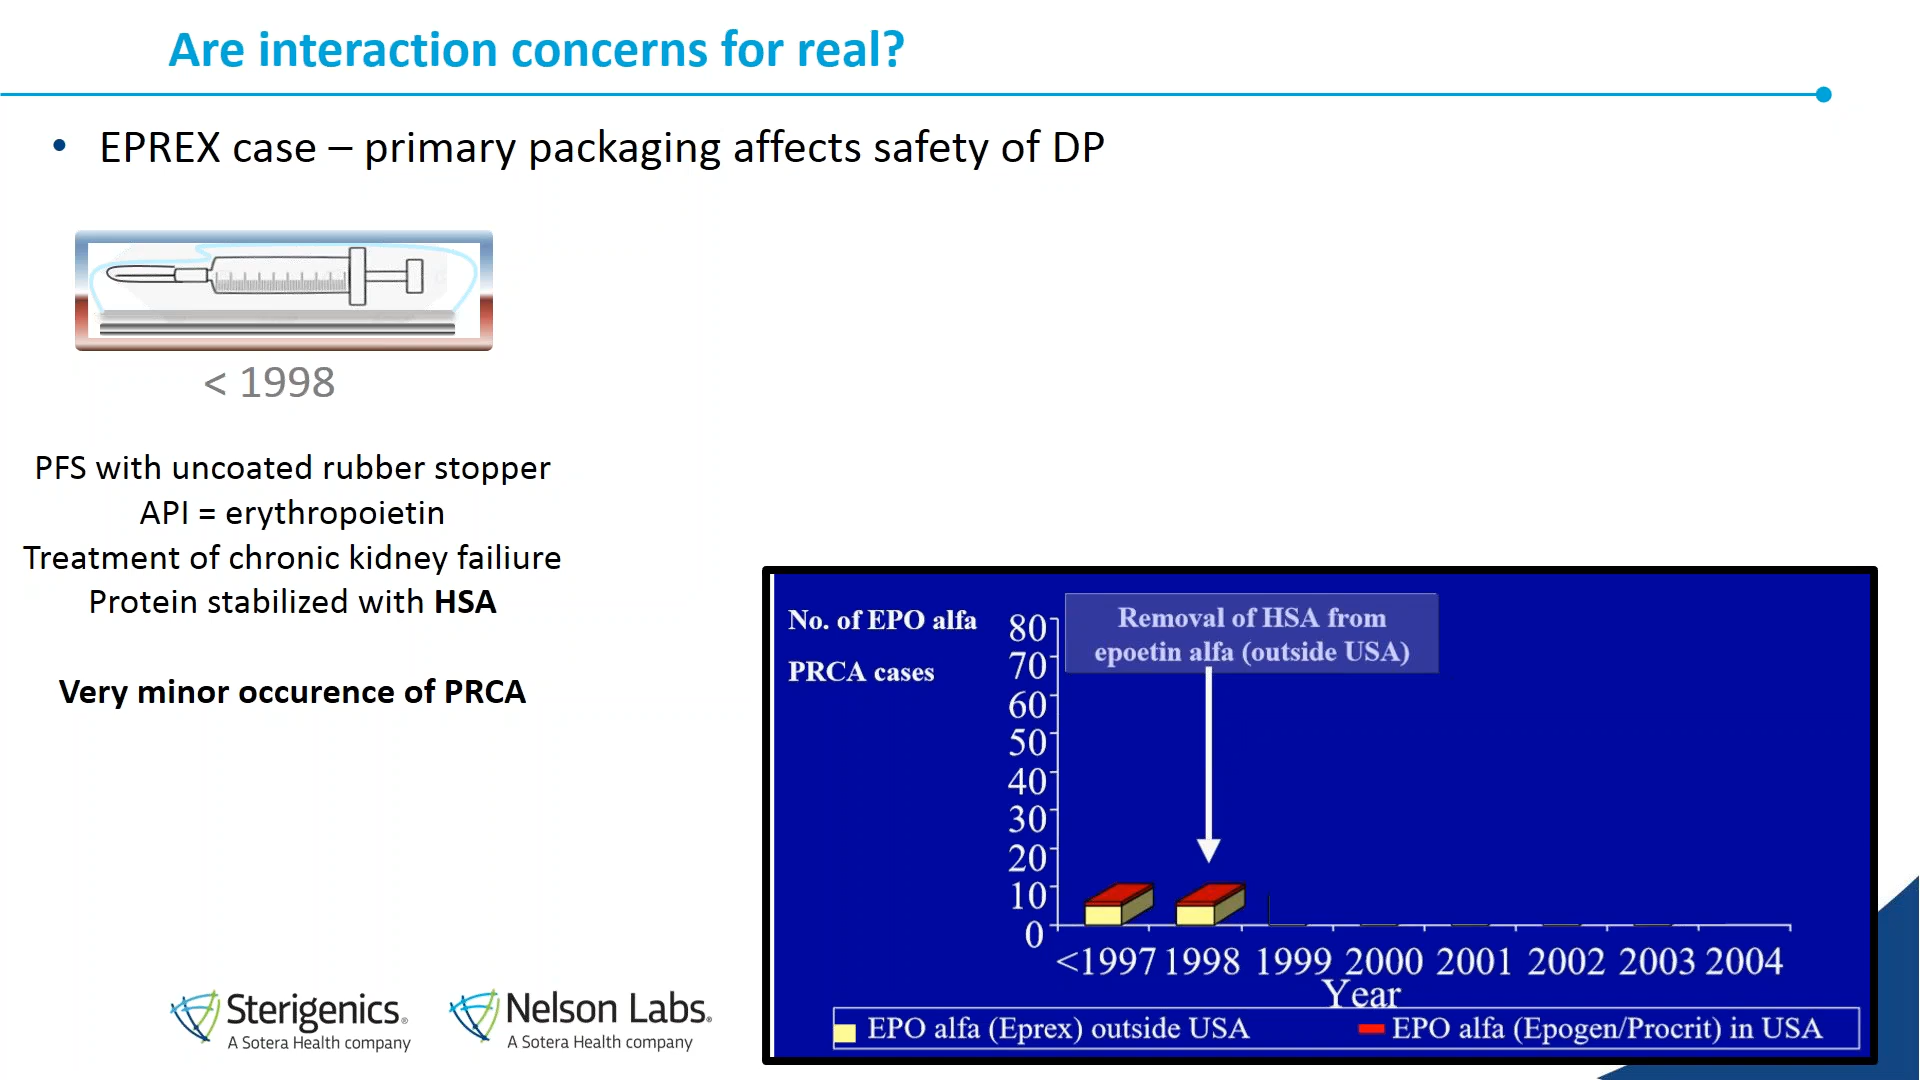 Are interaction concerns for real?
• EPREX case – primary packaging affects safety of DP
< 1998
PFS with uncoated rubber stopper
API = erythropoietin
Treatment of chronic kidney failiure
Protein stabilized with HSA
Very minor occurence of PRCA
No. of EPO alfa
PRCA cases
Removal of HSA from
epoetin alfa (outside USA)
80
70
60
50
40
30
20
10
0
<1997 1998 1999 2000 2001 2002 2003 2004
Year
EPO alfa (Eprex) outside USA
EPO alfa (Epogen/Procrit) in USA
Sterigenics®
A Sotera Health company
Nelson Labs®
A Sotera Health company